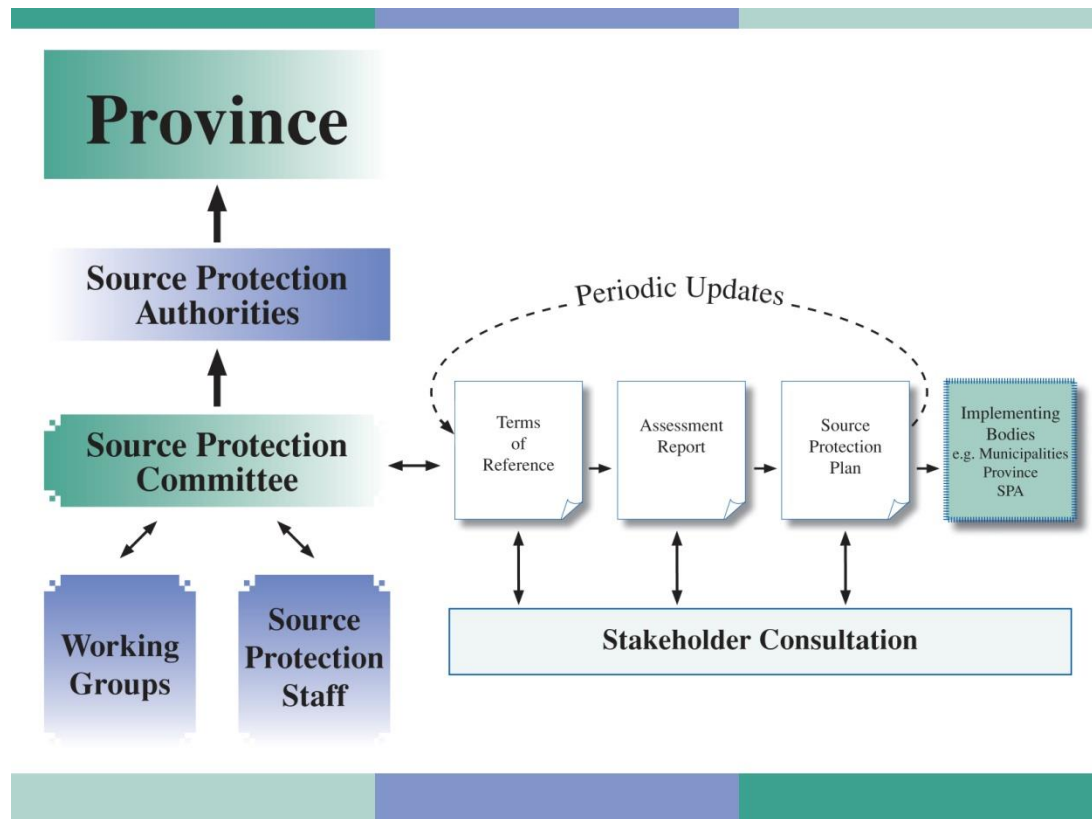 Province
Source Protection
Authorities
Source Protection
Committee
Working
Groups
Source
Protection
Staff
Periodic Updates
Terms
of
Reference
Assessment
Report
Source
Protection
Plan
Implementing
Bodies
e.g. Municipalities
Province
SPA
Stakeholder Consultation